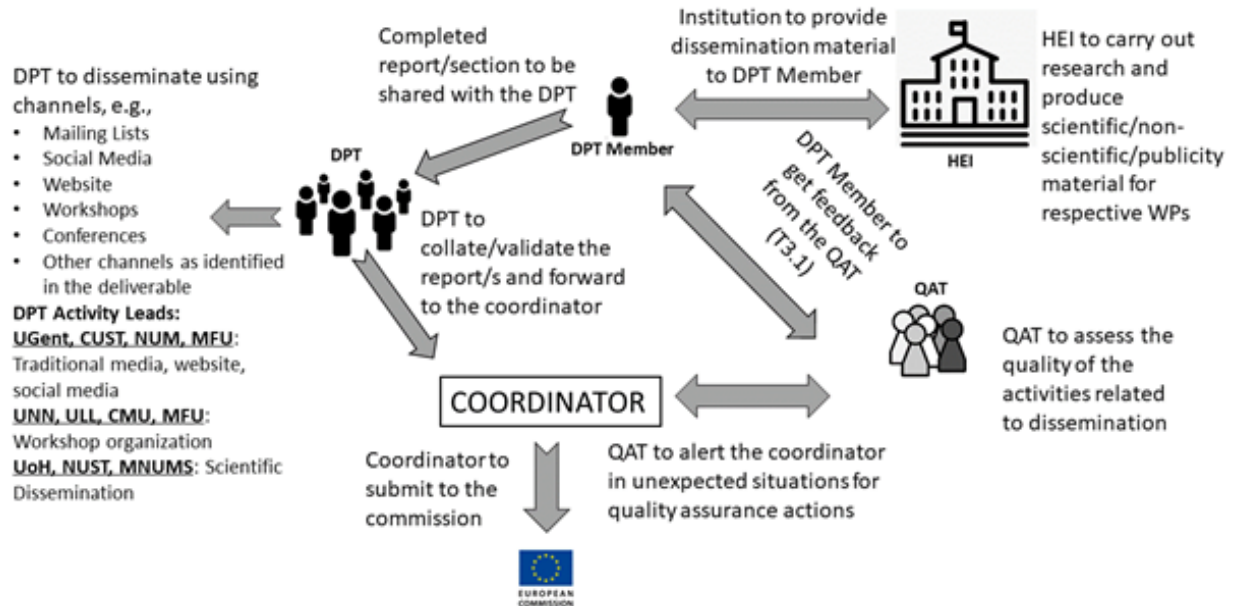 DPT to disseminate using
channels, e.g.,
• Mailing Lists
• Social Media
• Website
• Workshops
• Conferences
• Other channels as identified
in the deliverable
DPT Activity Leads:
UGent, CUST, NUM, MFU:
Traditional media, website,
social media
UNN, ULL, CMU, MFU:
Workshop organization
UoH, NUST, MNUMS: Scientific
Dissemination
Completed
report/section to be
shared with the DPT
DPT
DPT to
collate/validate the
report/s and forward
to the coordinator
DPT Member
Institution to provide
dissemination material
to DPT Member
HEI
HEI to carry out
research and
produce
scientific/non-
scientific/publicity
material for
respective WPs
DPT Member to
get feedback
from the QAT
(T3.1)
QAT
QAT to assess the
quality of the
activities related
to dissemination
COORDINATOR
Coordinator to
submit to the
commission
QAT to alert the coordinator
in unexpected situations for
quality assurance actions
EUROPEAN
COMMISSION